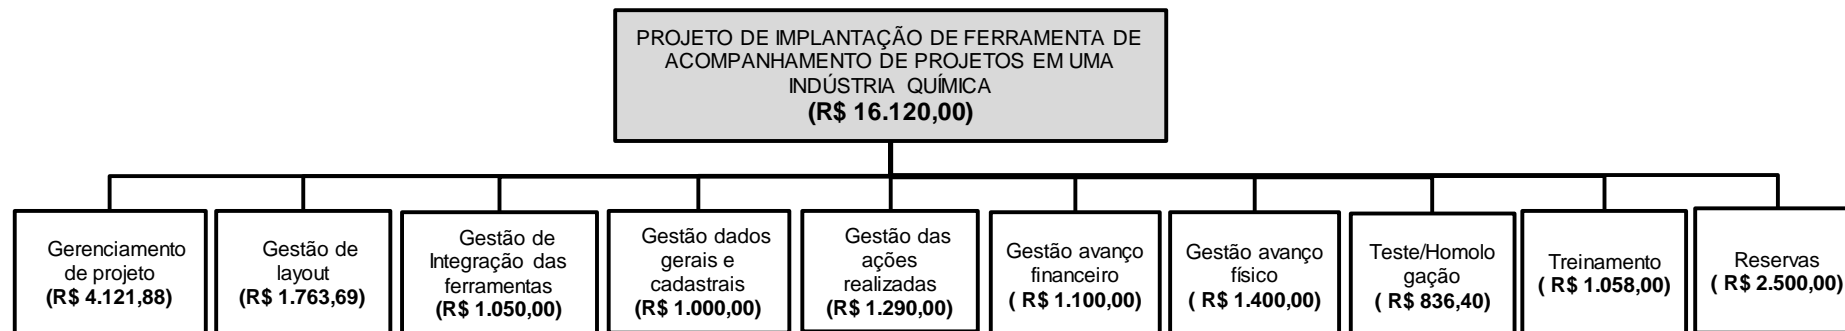 PROJETO DE IMPLANTAÇÃO DE FERRAMENTA DE
ACOMPANHAMENTO DE PROJETOS EM UMA
INDÚSTRIA QUÍMICA
(R$ 16.120,00)
Gerenciamento
de projeto
(R$ 4.121,88)
Gestão de
layout
(R$ 1.763,69)
Gestão de
Integração das
ferramentas
(R$ 1.050,00)
Gestão dados
gerais e
cadastrais
(R$ 1.000,00)
Gestão das
ações
realizadas
(R$ 1.290,00)
Gestão avanço
financeiro
( R$ 1.100,00)
Gestão avanço
físico
( R$ 1.400,00)
Teste/Homolo
gação
( R$ 836,40)
Treinamento
( R$ 1.058,00)
Reservas
( R$ 2.500,00)